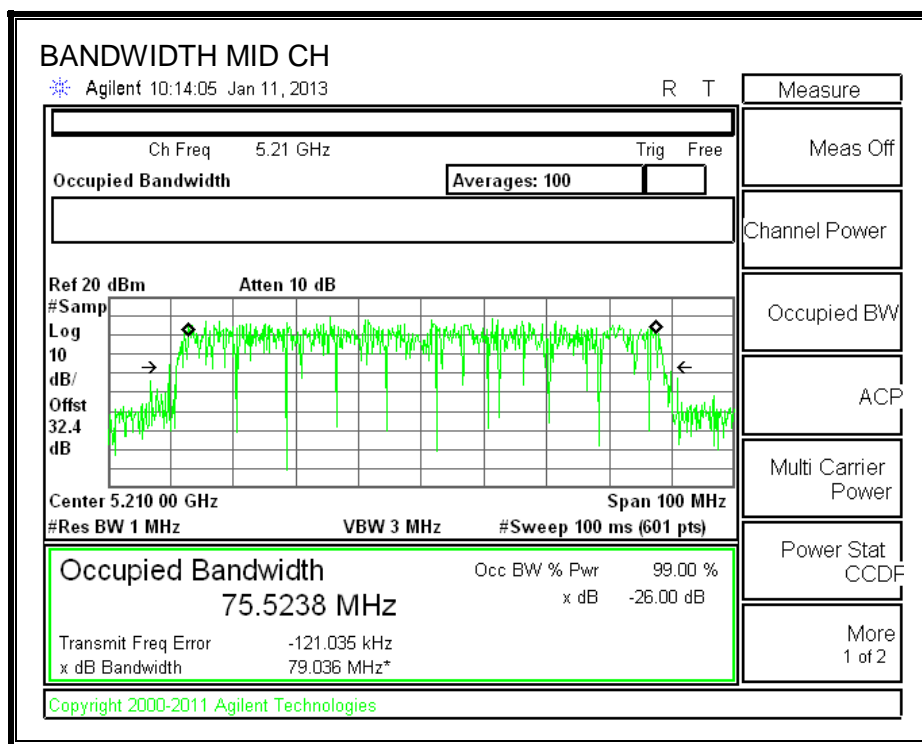 BANDWIDTH MID CH
Agilent 10:14:05 Jan 11, 2013 R T
Measure
Ch Freq 5.21 GHz Trig Free
Meas Off
Occupied Bandwidth Averages: 100
Channel Power
Ref 20 dBm Atten 10 dB
#Samp
Log
10
dB/
Offst
32.4
dB
Occupied BW
ACP
Center 5.210 00 GHz Span 100 MHz
#Res BW 1 MHz VBW 3 MHz #Sweep 100 ms (601 pts)
Multi Carrier
Power
Occupied Bandwidth Occ BW % Pwr 99.00 %
75.5238 MHz x dB -26.00 dB
Power Stat
CCDF
Transmit Freq Error -121.035 kHz
x dB Bandwidth 79.036 MHz*
More
1 of 2
Copyright 2000-2011 Agilent Technologies